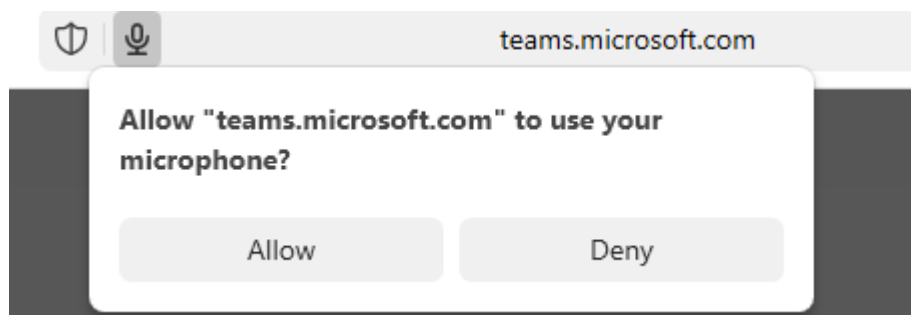 teams.microsoft.com
Allow "teams.microsoft.com" to use your
microphone?
Allow
Deny